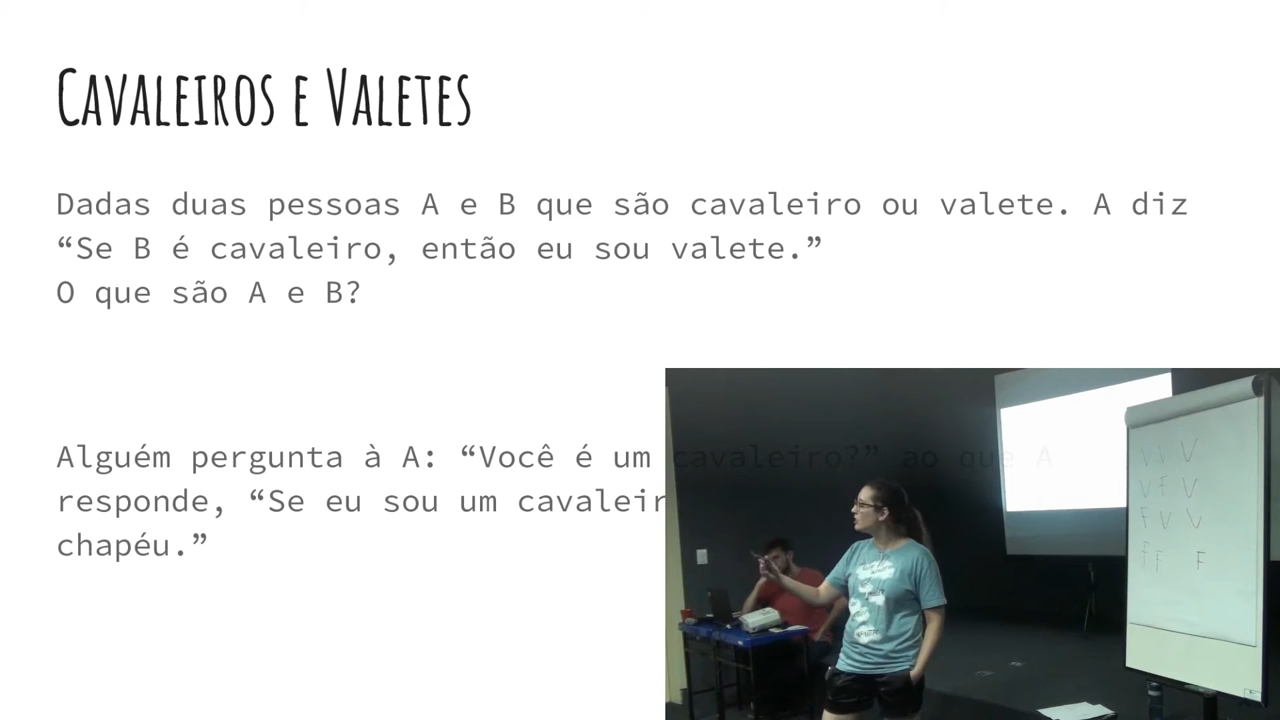 CAVALEIROS E VALETES
Dadas duas pessoas A e B que são cavaleiro ou valete. A diz
“Se B é cavaleiro, então eu sou valete.”
O que são A e B?
Alguém pergunta à A: “Você é um cavaleiro?” ao que A
responde, “Se eu sou um
chapéu.”
V V V
V F V
F V V
F F F